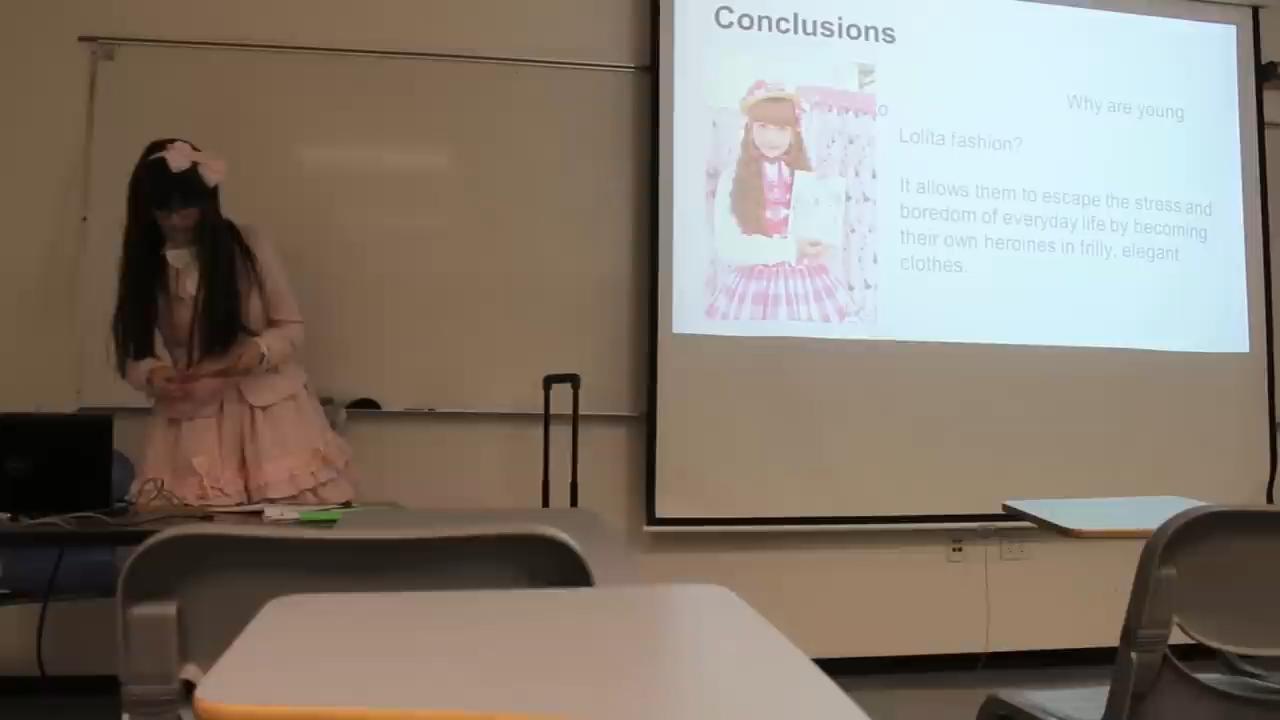 Conclusions
Why are young
Lolita fashion?
It allows them to escape the stress and
boredom of everyday life by becoming
their own heroines in frilly, elegant
clothes.